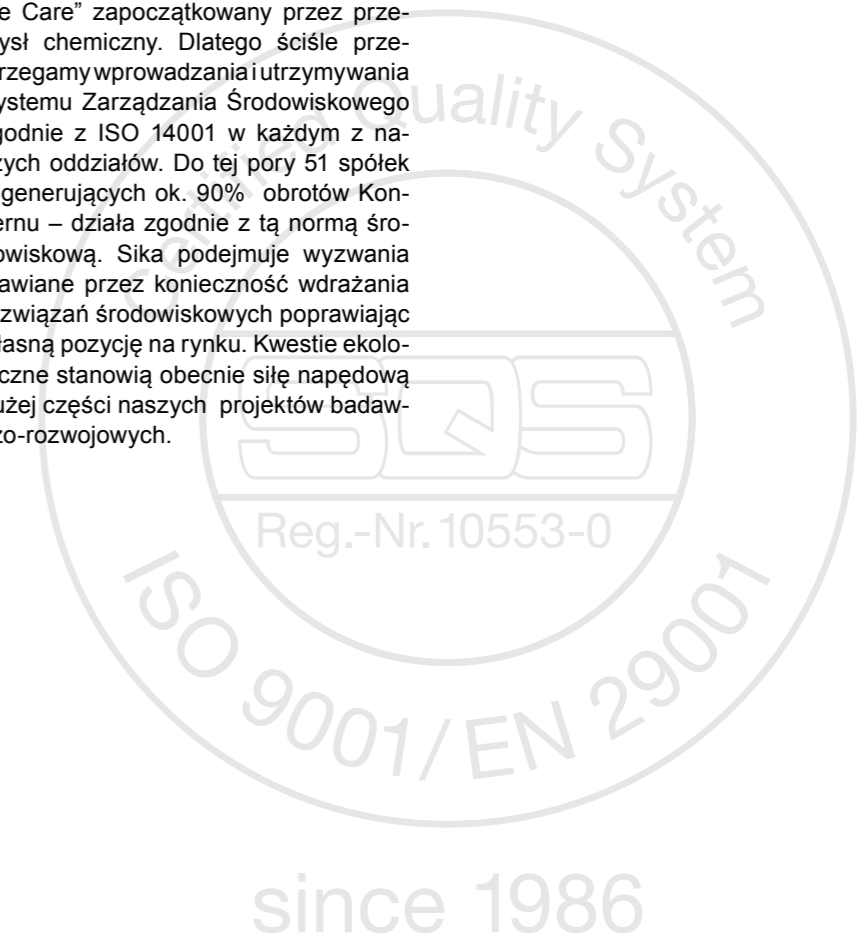 e Care” zapoczątkowany przez prze-
ysł chemiczny. Dlatego ściśle prze-
rzegamy wprowadzania i utrzymywania
ystemu Zarządzania Środowiskowego
godnie z ISO 14001 w każdym z na-
zych oddziałów. Do tej pory 51 spółek
generujących ok. 90% obrotów Kon-
ernu – działa zgodnie z tą normą śro-
owiskową. Sika podejmuje wyzwania
awiane przez konieczność wdrażania
związań środowiskowych poprawiając
łasną pozycję na rynku. Kwestie ekolo-
czne stanowią obecnie siłę napędową
użej części naszych projektów badaw-
zo-rozwojowych.
Certified Quality System
SQS
Reg.-Nr. 10553-0
ISO 9001/EN 29001
since 1986